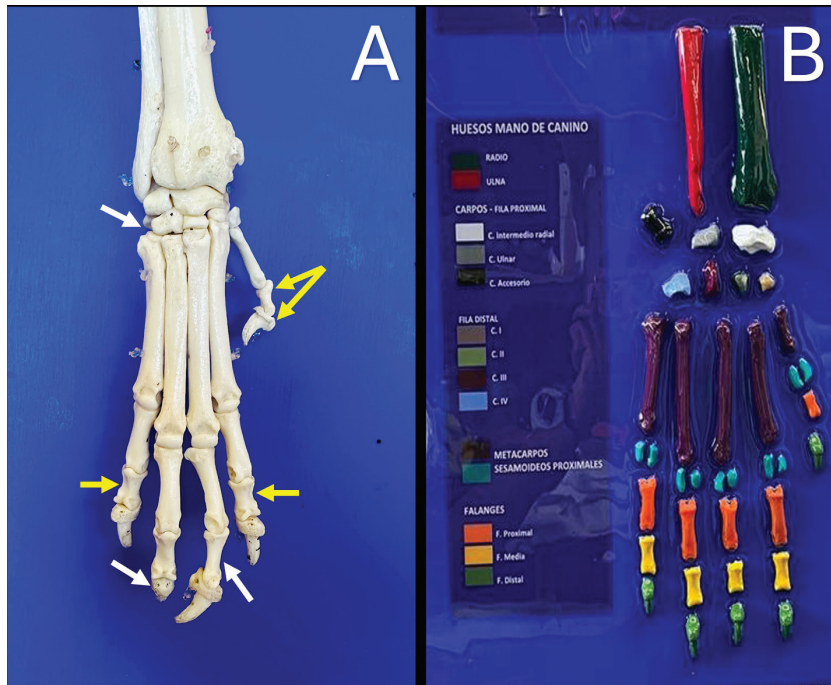 A
B
HUESOS MANO DE CANINO
RADIO
ULNA
CARPOS - FILA PROXIMAL
C. Intermedio radial
C. Ulnar
C. Accesorio
FILA DISTAL
C. I
C. II
C. III
C. IV
METACARPOS
SESAMOIDEOS PROXIMALES
FALANGES
F. Proximal
F. Media
F. Distal